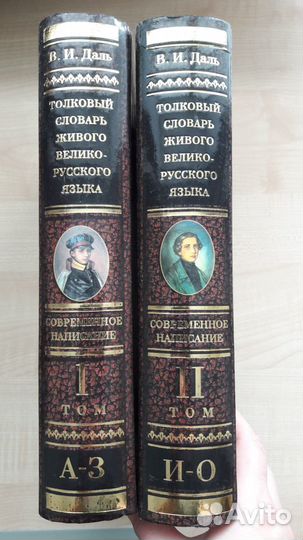 В. И. Даль
ТОЛКОВЫЙ
СЛОВАРЬ
ЖИВОГО
ВЕЛИКО-
РУССКОГО
ЯЗЫКА
СОВРЕМЕННОЕ
НАПИСАНИЕ
I
ТОМ
А-З
В. И. Даль
ТОЛКОВЫЙ
СЛОВАРЬ
ЖИВОГО
ВЕЛИКО-
РУССКОГО
ЯЗЫКА
СОВРЕМЕННОЕ
НАПИСАНИЕ
II
ТОМ
И-О
Avito